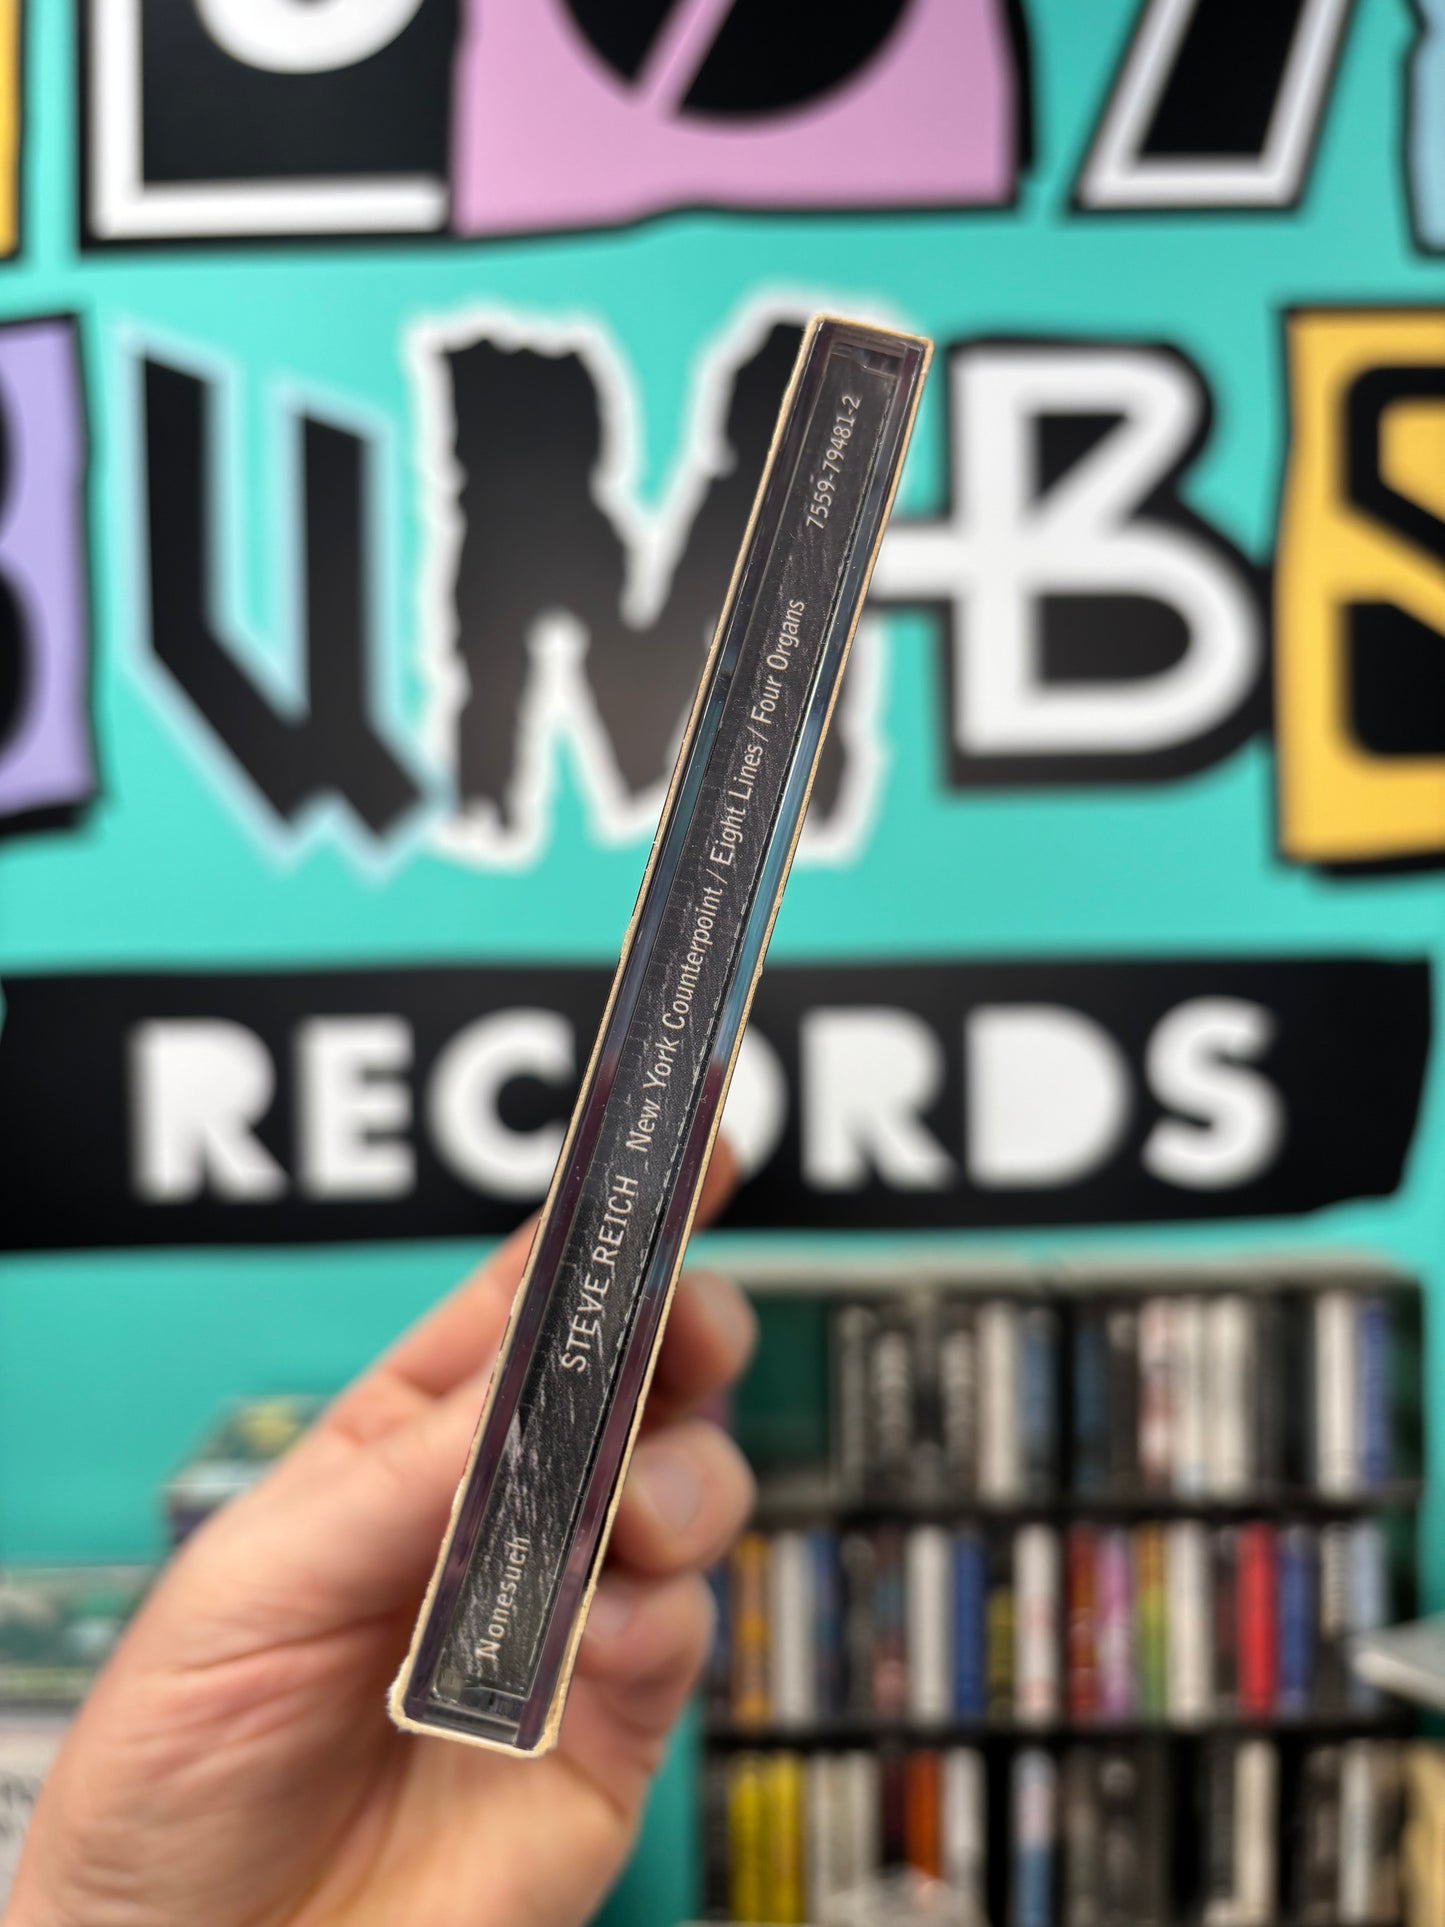 RECORDS
Nonesuch STEVE REICH New York Counterpoint / Eight Lines / Four Organs 7559-79481-2